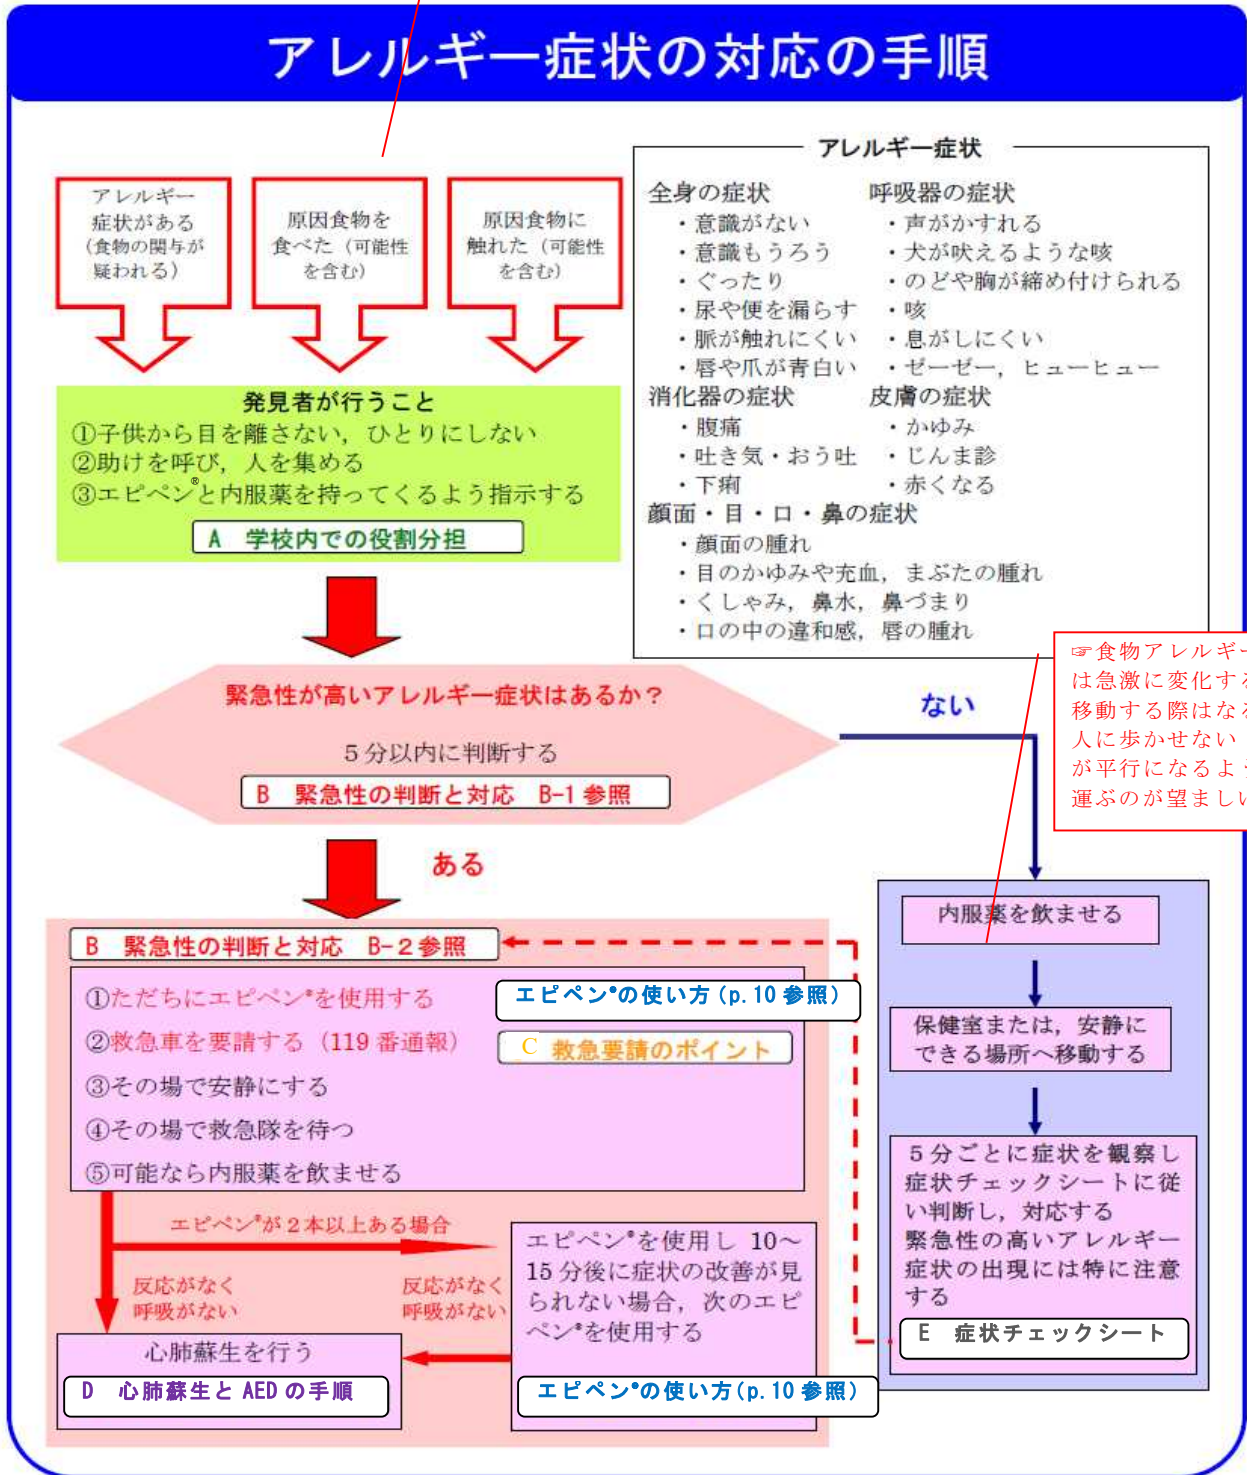 アレルギー症状の対応の手順
アレルギー
症状がある
(食物の関与が
疑われる)
原因食物を
食べた（可能性
を含む）
原因食物に
触れた（可能性
を含む）
アレルギー症状
全身の症状
・意識がない
・意識もうろう
・ぐったり
・尿や便を漏らす
・脈が触れにくい
・唇や爪が青白い
呼吸器の症状
・声がかすれる
・犬が吠えるような咳
・のどや胸が締め付けられる
・咳
・息がしにくい
・ゼーゼー，ヒューヒュー
消化器の症状
・腹痛
・吐き気・おう吐
・下痢
皮膚の症状
・かゆみ
・じんま診
・赤くなる
顔面・目・口・鼻の症状
・顔面の腫れ
・目のかゆみや充血，まぶたの腫れ
・くしゃみ，鼻水，鼻づまり
・口の中の違和感，唇の腫れ
発見者が行うこと
①子供から目を離さない，ひとりにしない
②助けを呼び，人を集める
③エピペン®と内服薬を持ってくるよう指示する
A　学校内での役割分担
緊急性が高いアレルギー症状はあるか？
５分以内に判断する
B　緊急性の判断と対応　B-1 参照
ない
☞食物アレルギー
は急激に変化する
移動する際はなる
人に歩かせない
が平行になるよう
運ぶのが望ましい
ある
B　緊急性の判断と対応　B-２参照
①ただちにエピペン®を使用する
エピペン®の使い方(p.10 参照)
②救急車を要請する（119 番通報）
C　救急要請のポイント
③その場で安静にする
④その場で救急隊を待つ
⑤可能なら内服薬を飲ませる
エピペン®が２本以上ある場合
反応がなく
呼吸がない
反応がなく
呼吸がない
エピペン®を使用し 10～
15 分後に症状の改善が見
られない場合，次のエピ
ペン®を使用する
エピペン®の使い方(p.10 参照)
心肺蘇生を行う
D　心肺蘇生と AED の手順
内服薬を飲ませる
保健室または，安静に
できる場所へ移動する
５分ごとに症状を観察し
症状チェックシートに従
い判断し，対応する
緊急性の高いアレルギー
症状の出現には特に注意
する
E　症状チェックシート